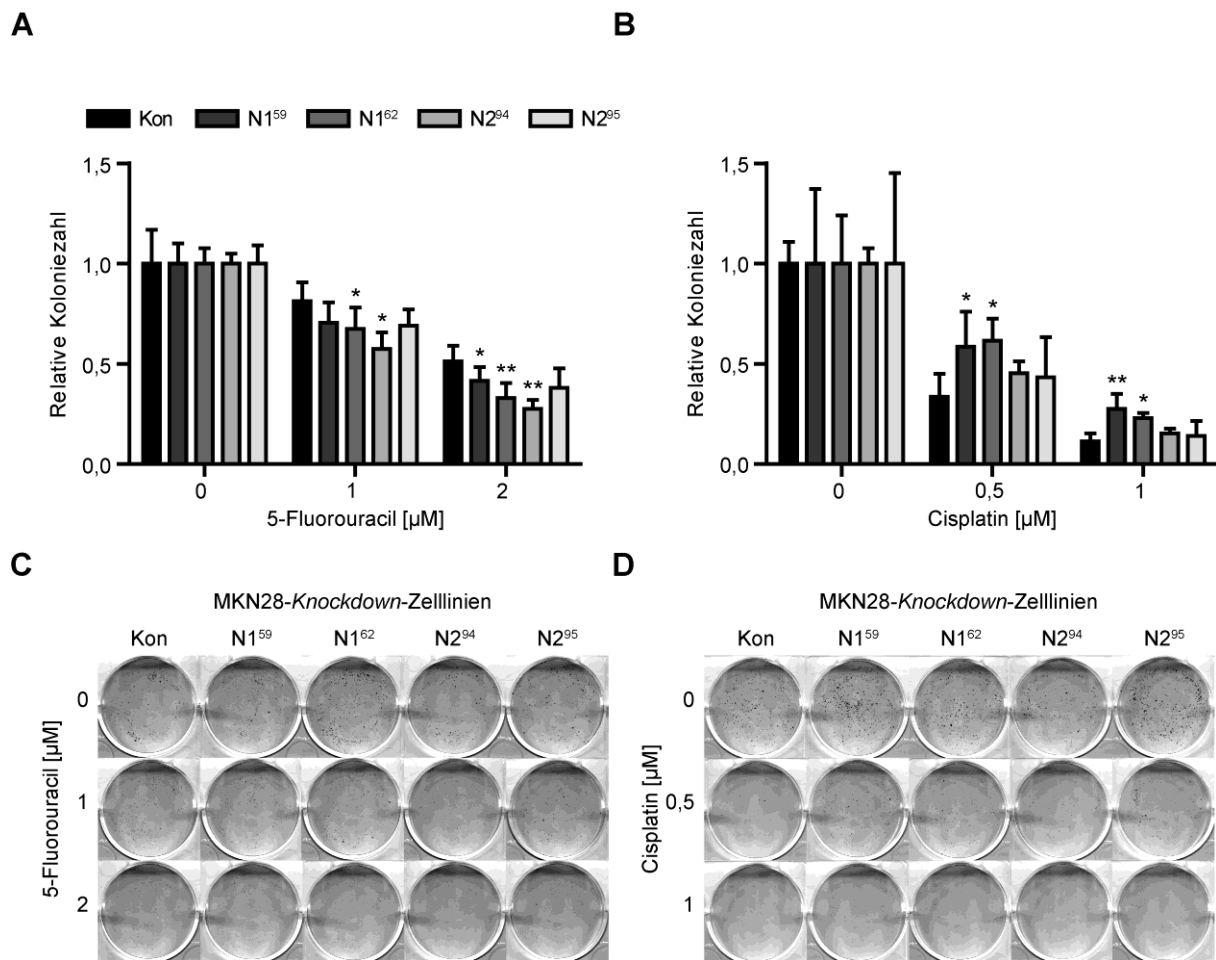 A
B
Kon N1⁵⁹ N1⁶² N2⁹⁴ N2⁹⁵
Relative Koloniezahl
1,5
1,0
0,5
0,0
* *
* ** **
0 1 2
5-Fluorouracil [µM]
Relative Koloniezahl
1,5
1,0
0,5
0,0
* *
** *
0 0,5 1
Cisplatin [µM]
C
MKN28-Knockdown-Zelllinien
Kon N1⁵⁹ N1⁶² N2⁹⁴ N2⁹⁵
5-Fluorouracil [µM]
0
1
2
D
MKN28-Knockdown-Zelllinien
Kon N1⁵⁹ N1⁶² N2⁹⁴ N2⁹⁵
Cisplatin [µM]
0
0,5
1